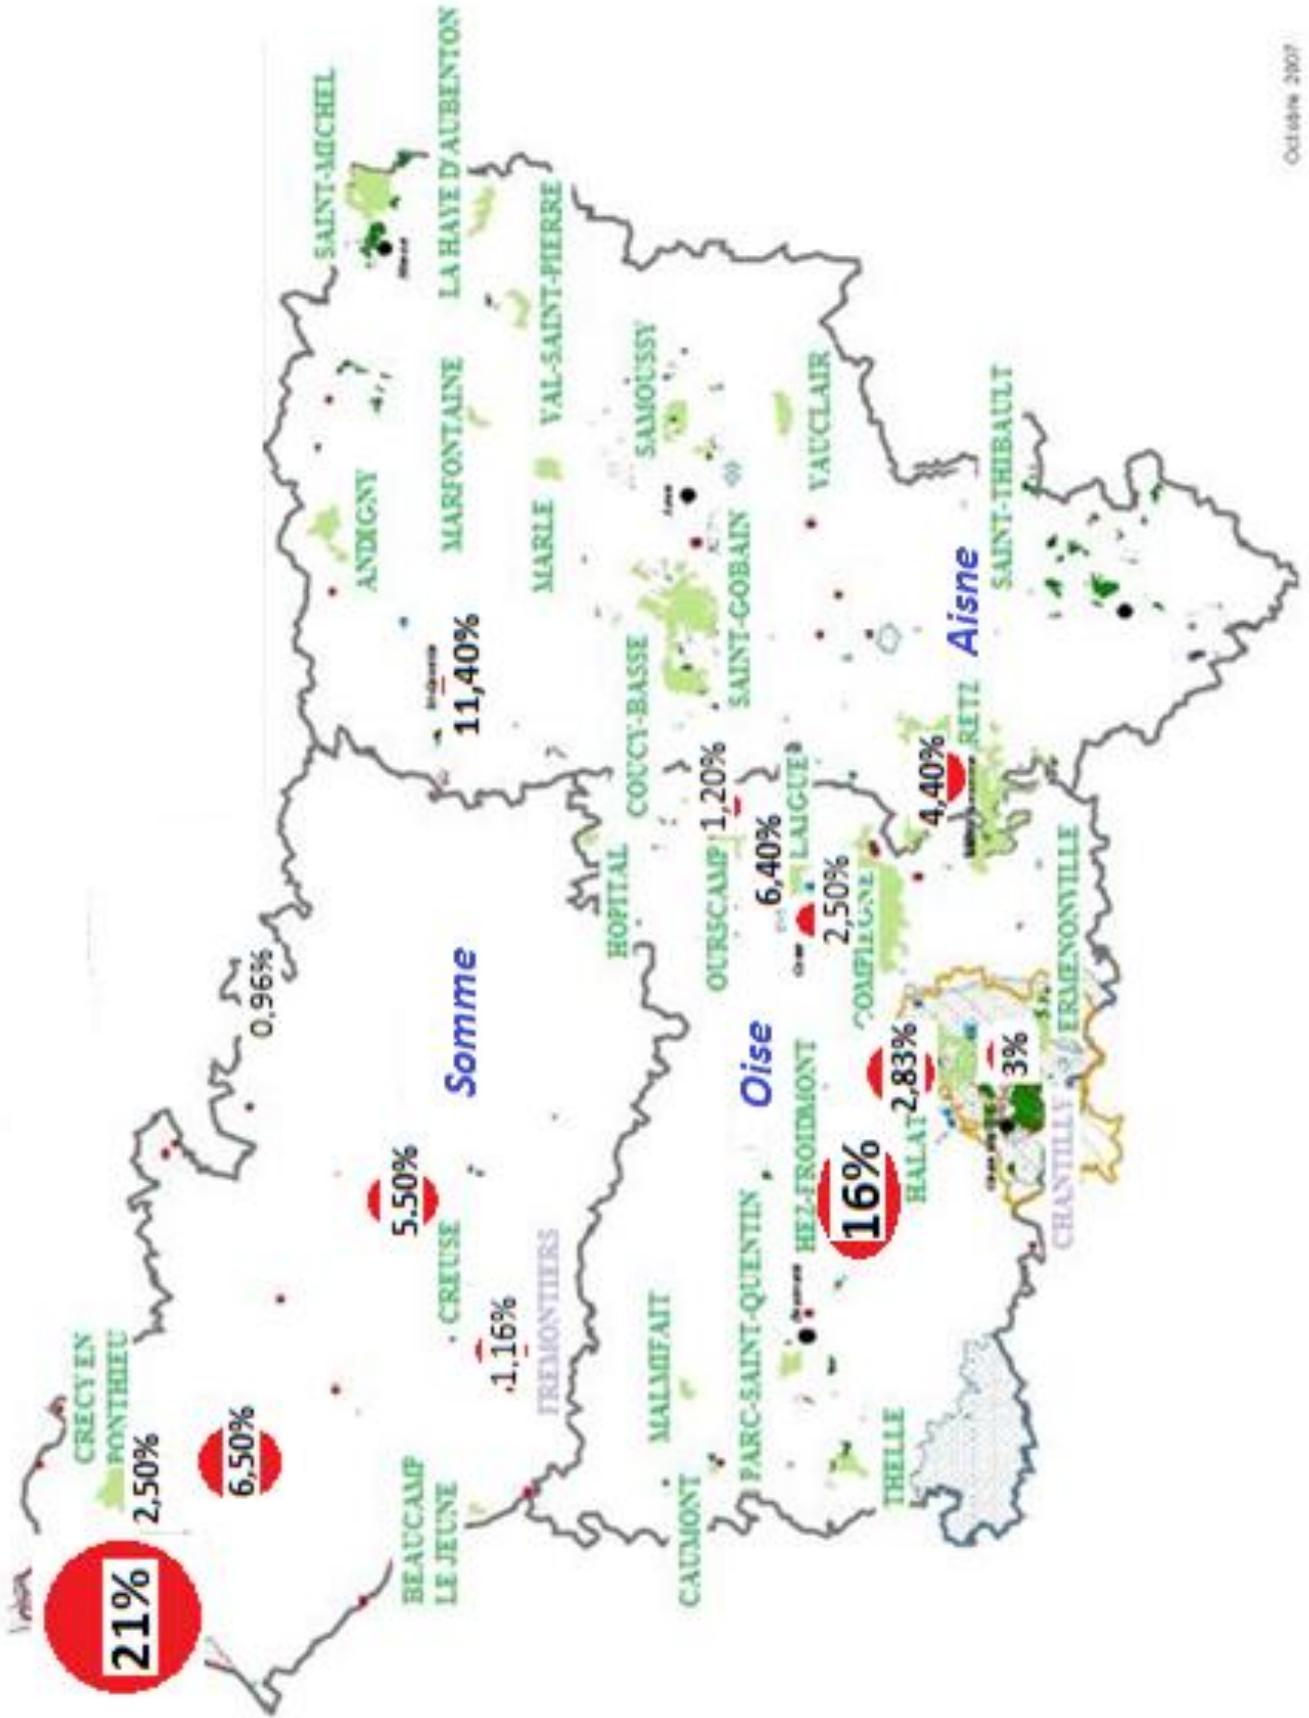 CRECY EN
PONTHIEU
2,50%
21%
6,50%
0,96%
5.50%
CREUSE
Somme
1,16%
FREMONTIERS
BEAUCAMP
LE JEUNE
SAINT-MICHEL
LA HAYE D'AUBENTON
ANDIGNY
MARFONTAINE
VAL-SAINT-PIERRE
11,40%
MARLE
SAMOUSSY
HOPITAL
COUCY-BASSE
SAINT-GOBAIN
VAUCLAIR
MALMIFAIT
CAUMONT
OURSCAMP
1,20%
6,40%
LAIGUE
2,50%
Oise
PARC-SAINT-QUENTIN
HEZ-FROIDMONT
COMPIEGNE
THELLE
16%
HALAT
2,83%
4,40%
RETZ
Aisne
SAINT-THIBAULT
3%
CHANTILLY
ERMENONVILLE
Octobre 2007